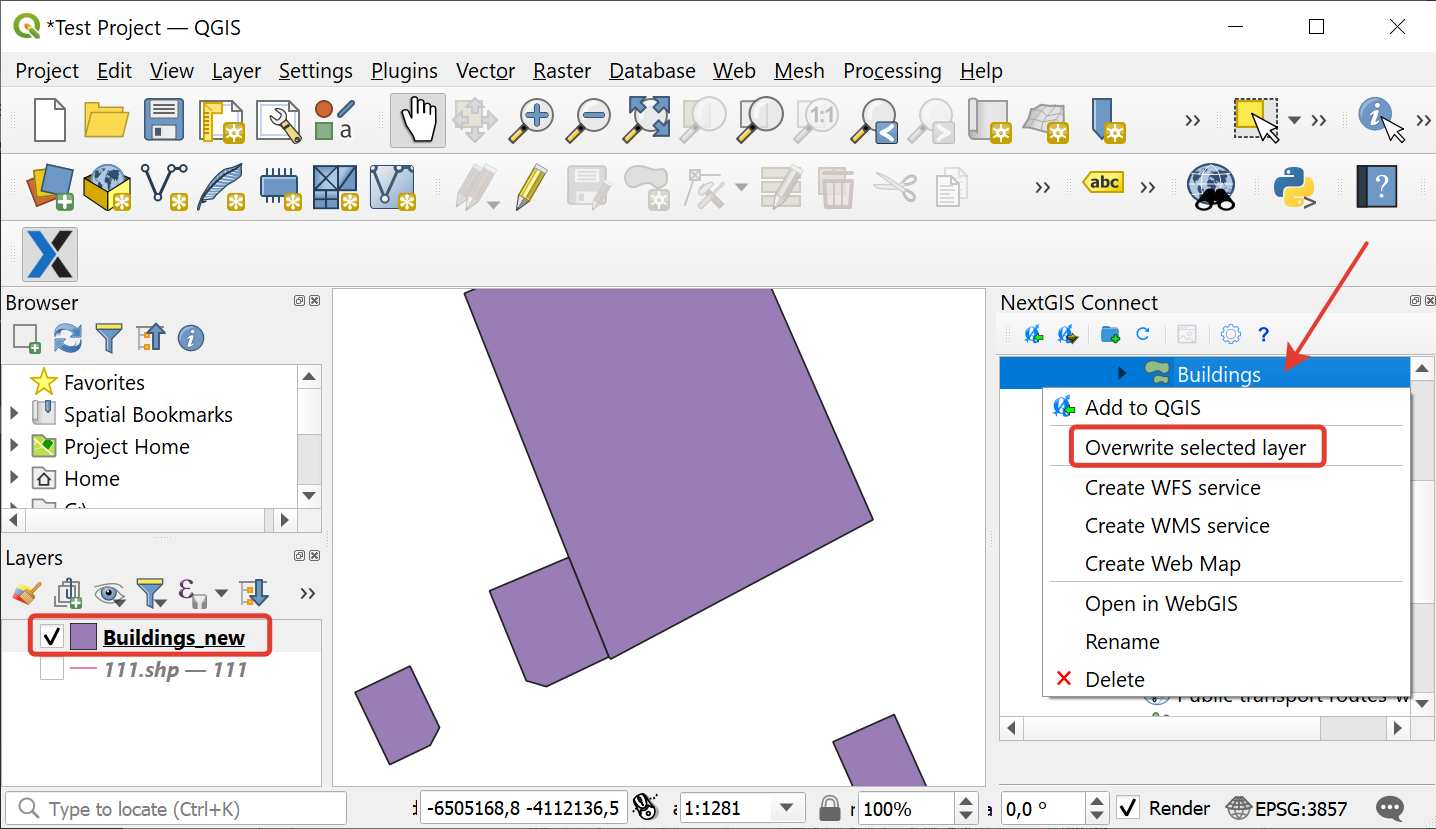 *Test Project — QGIS
Project Edit View Layer Settings Plugins Vector Raster Database Web Mesh Processing Help
a
1:1
abc
?
Browser
Favorites
Spatial Bookmarks
Project Home
Home
Layers
Buildings_new
111.shp — 111
NextGIS Connect
?
Buildings
Add to QGIS
Overwrite selected layer
Create WFS service
Create WMS service
Create Web Map
Open in WebGIS
Rename
Delete
Public transport routes
Type to locate (Ctrl+K)
-6505168,8 -4112136,5
1:1281
100%
0,0 °
Render
EPSG:3857